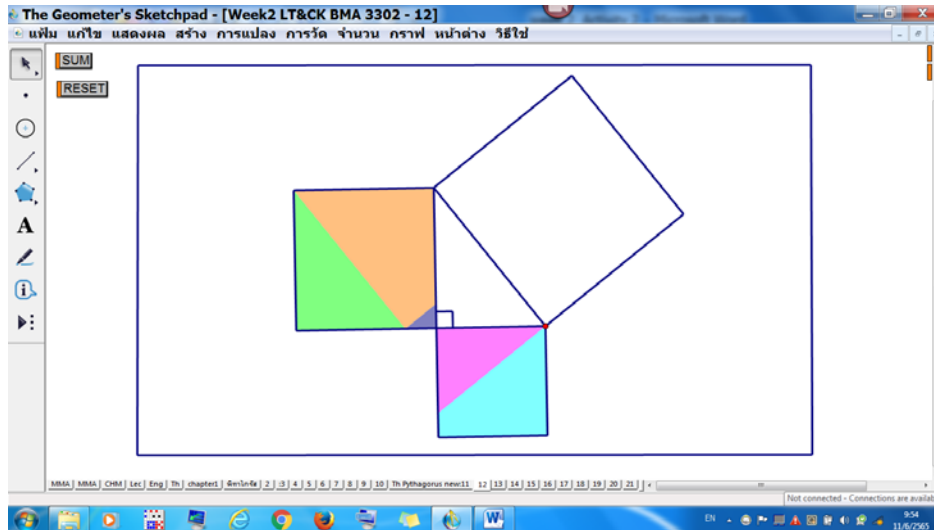 The Geometer's Sketchpad - [Week2 LT&CK BMA 3302 - 12]
แฟ้ม แก้ไข แสดงผล สร้าง การแปลง การวัด จำนวน กราฟ หน้าต่าง วิธีใช้
SUM
RESET
A
MMA | MMA | CHM | Lec | Eng | Th | chapter1 | 2 | 3 | 4 | 5 | 6 | 7 | 8 | 9 | 10 | Th Pythagorus new:11 | 12 | 13 | 14 | 15 | 16 | 17 | 18 | 19 | 20 | 21
Not connected - Connections are availab
EN 9:54
11/6/2565